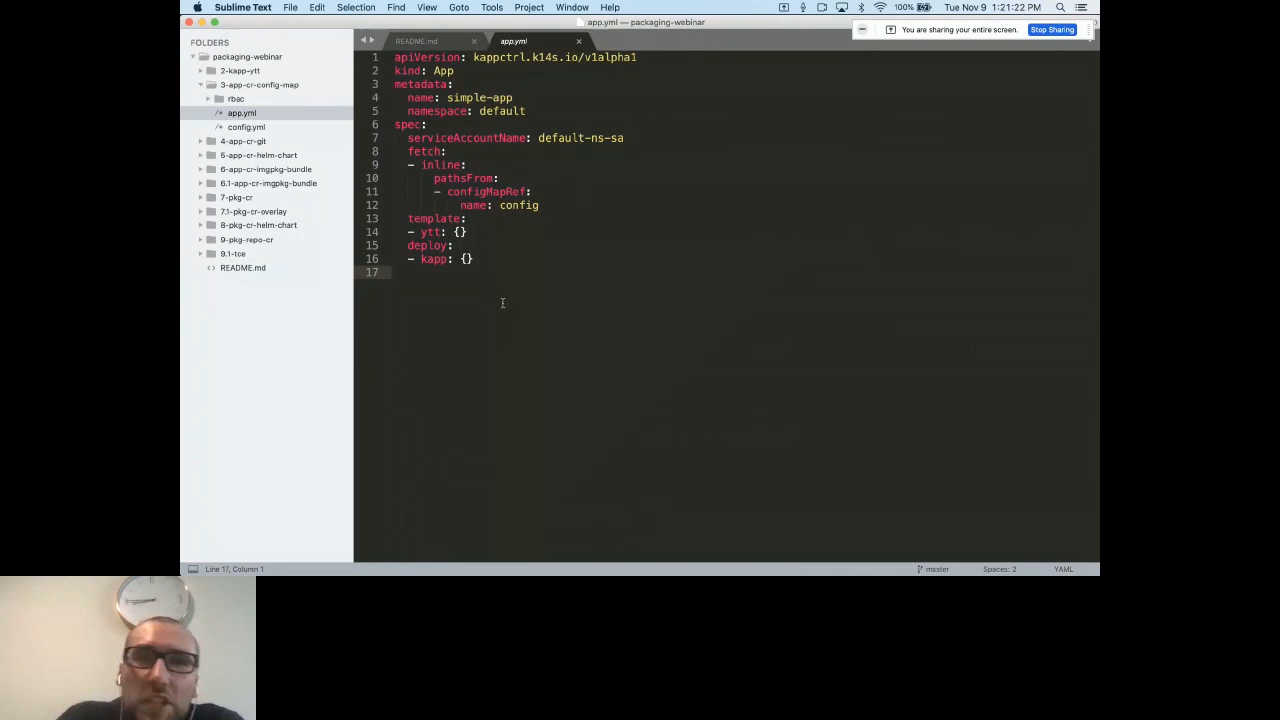 Sublime Text File Edit Selection Find View Goto Tools Project Window Help 100% Tue Nov 9 1:21:22 PM
app.yml — packaging-webinar
You are sharing your entire screen. Stop Sharing
FOLDERS
packaging-webinar
2-kapp-ytt
3-app-cr-config-map
rbac
/* app.yml
/* config.yml
4-app-cr-git
5-app-cr-helm-chart
6-app-cr-imgpkg-bundle
6.1-app-cr-imgpkg-bundle
7-pkg-cr
7.1-pkg-cr-overlay
8-pkg-cr-helm-chart
9-pkg-repo-cr
9.1-tce
<> README.md
README.md × app.yml ×
1 apiVersion: kappctrl.k14s.io/v1alpha1
2 kind: App
3 metadata:
4 name: simple-app
5 namespace: default
6 spec:
7 serviceAccountName: default-ns-sa
8 fetch:
9 - inline:
10 pathsFrom:
11 - configMapRef:
12 name: config
13 template:
14 - ytt: {}
15 deploy:
16 - kapp: {}
17
Line 17, Column 1 master Spaces: 2 YAML